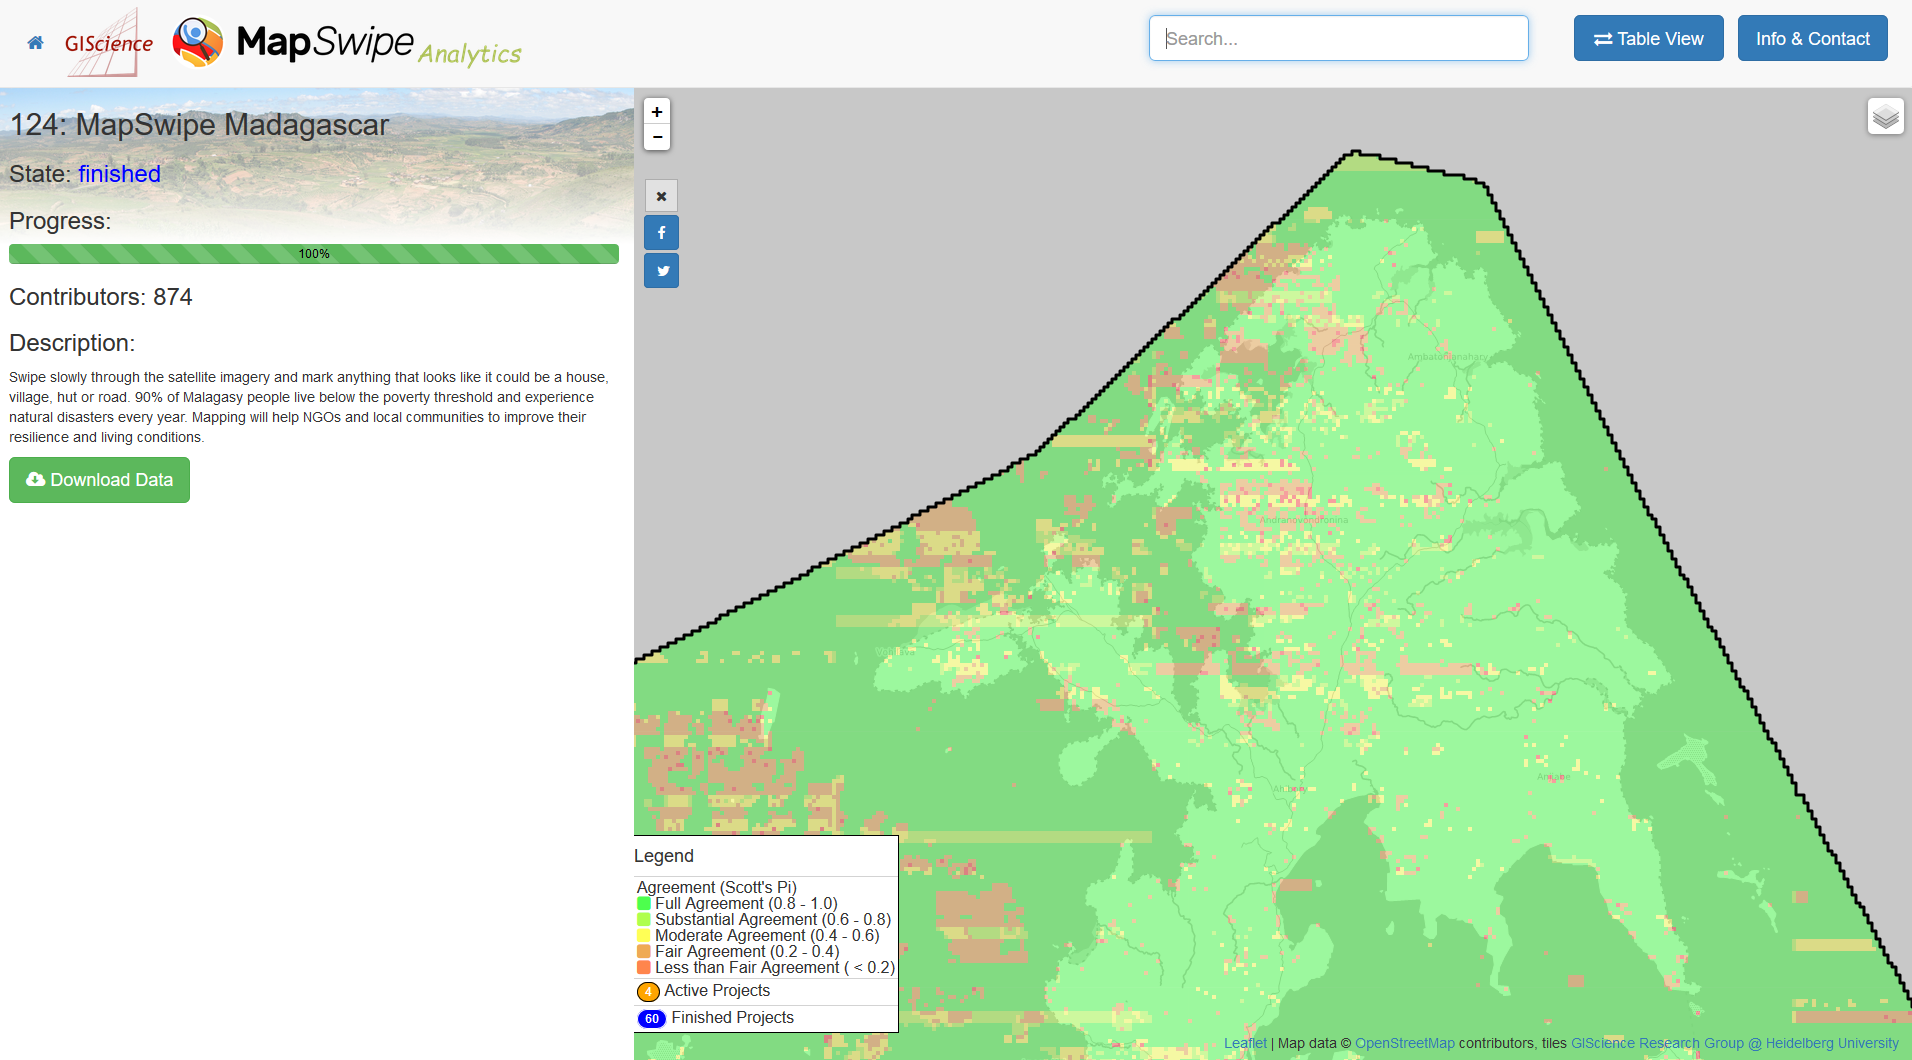 GIScience
MapSwipe Analytics
Search...
Table View
Info & Contact
124: MapSwipe Madagascar
State: finished
Progress:
100%
Contributors: 874
Description:
Swipe slowly through the satellite imagery and mark anything that looks like it could be a house,
village, hut or road. 90% of Malagasy people live below the poverty threshold and experience
natural disasters every year. Mapping will help NGOs and local communities to improve their
resilience and living conditions.
Download Data
+
−
Andranovondronina
Legend
Agreement (Scott's Pi)
Full Agreement (0.8 - 1.0)
Substantial Agreement (0.6 - 0.8)
Moderate Agreement (0.4 - 0.6)
Fair Agreement (0.2 - 0.4)
Less than Fair Agreement ( < 0.2)
4 Active Projects
60 Finished Projects
Leaflet | Map data © OpenStreetMap contributors, tiles GIScience Research Group @ Heidelberg University